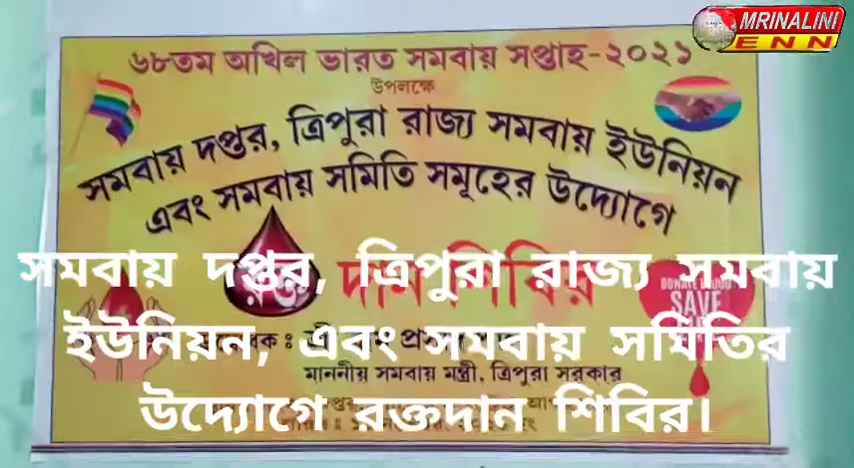 MRINALINI
ENN
৬৮তম অখিল ভারত সমবায় সপ্তাহ-২০২১
উপলক্ষে
সমবায় দপ্তর, ত্রিপুরা রাজ্য সমবায় ইউনিয়ন
এবং সমবায় সমিতি সমূহের উদ্যোগে
রক্ত দান শিবির
SAVE
মাননীয় সমবায় মন্ত্রী, ত্রিপুরা সরকার
সমবায় দপ্তর, ত্রিপুরা রাজ্য সমবায়
ইউনিয়ন, এবং সমবায় সমিতির
উদ্যোগে রক্তদান শিবির।